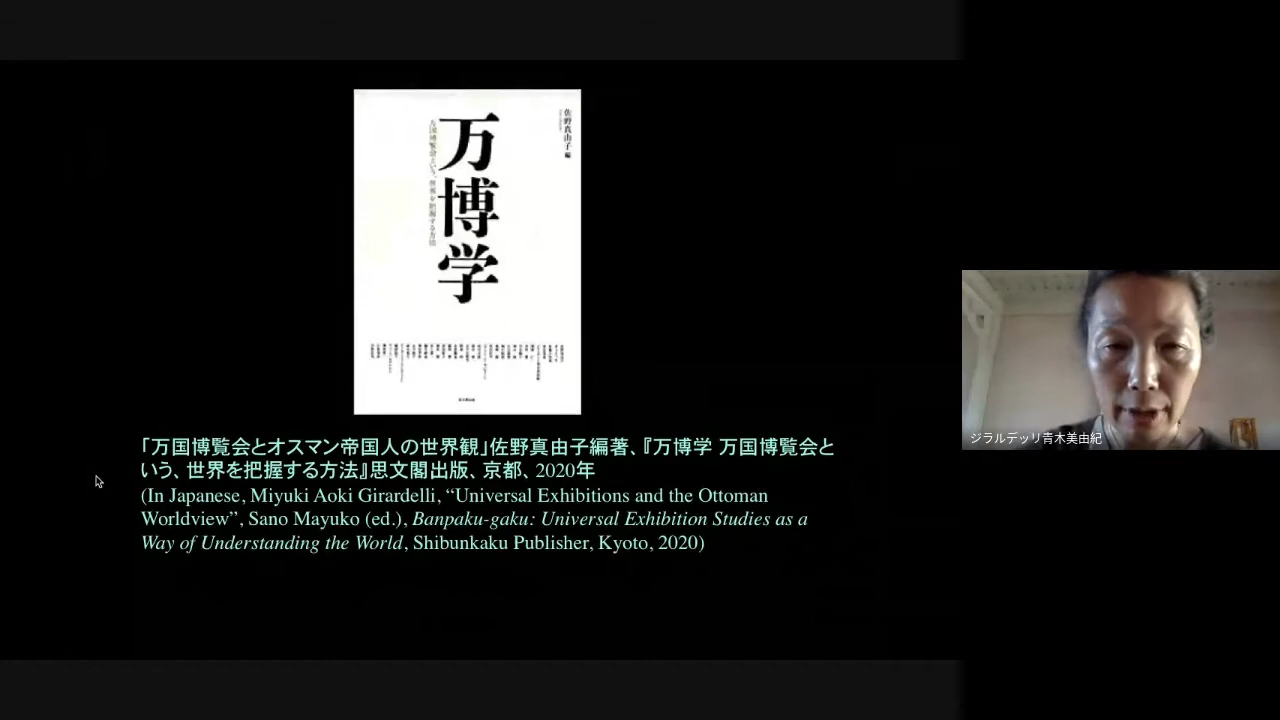 佐野真由子 編
万博学
万国博覧会という、世界を把握する方法
「万国博覧会とオスマン帝国人の世界観」佐野真由子編著、『万博学 万国博覧会と
いう、世界を把握する方法』思文閣出版、京都、2020年
(In Japanese, Miyuki Aoki Girardelli, “Universal Exhibitions and the Ottoman
Worldview”, Sano Mayuko (ed.), Banpaku-gaku: Universal Exhibition Studies as a
Way of Understanding the World, Shibunkaku Publisher, Kyoto, 2020)
ジラルデッリ青木美由紀